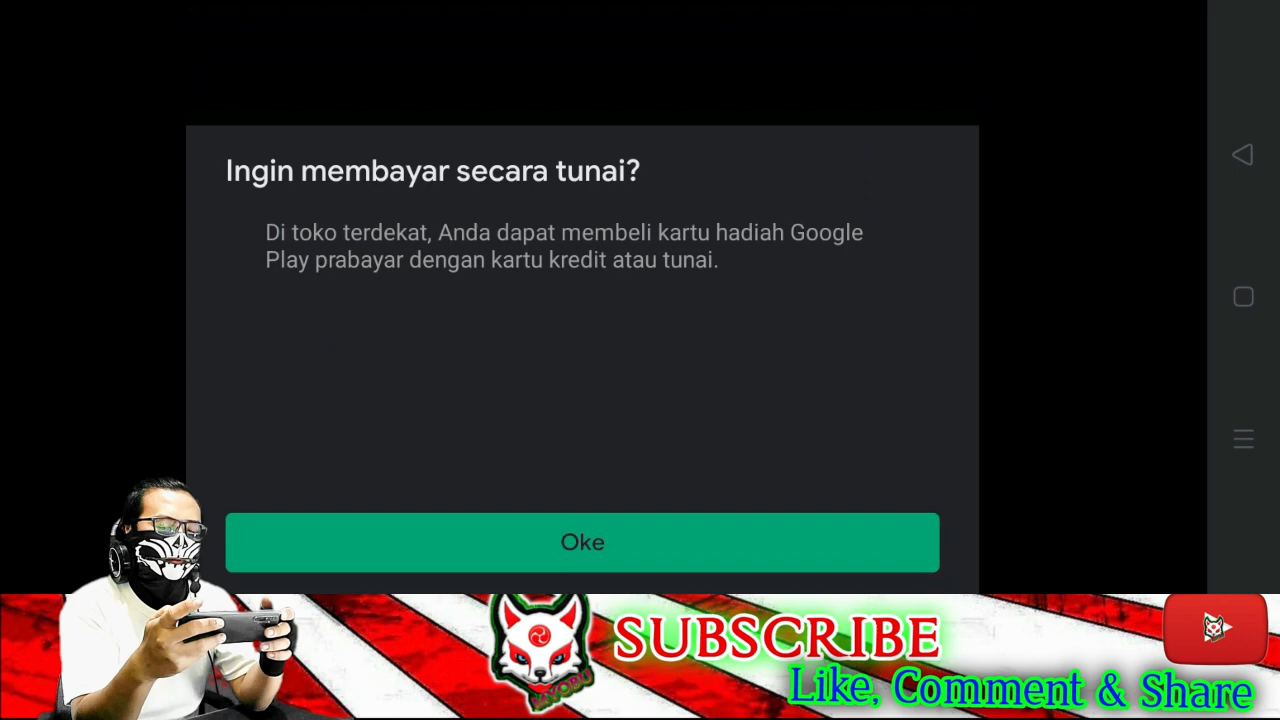 Ingin membayar secara tunai?
Di toko terdekat, Anda dapat membeli kartu hadiah Google
Play prabayar dengan kartu kredit atau tunai.
Oke
SUBSCRIBE
Like, Comment & Share